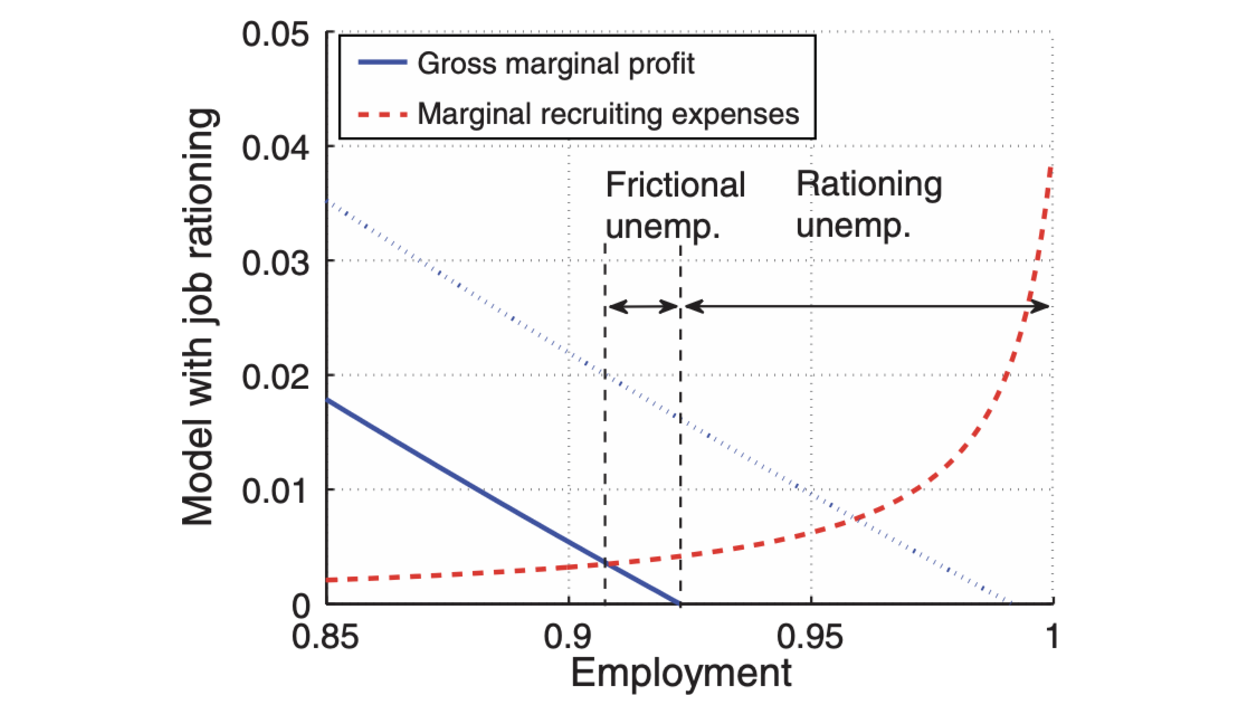 0.05
Gross marginal profit
Marginal recruiting expenses
0.04
Frictional
unemp.
Rationing
unemp.
0.03
0.02
0.01
0
0.85
0.9
0.95
1
Employment
Model with job rationing